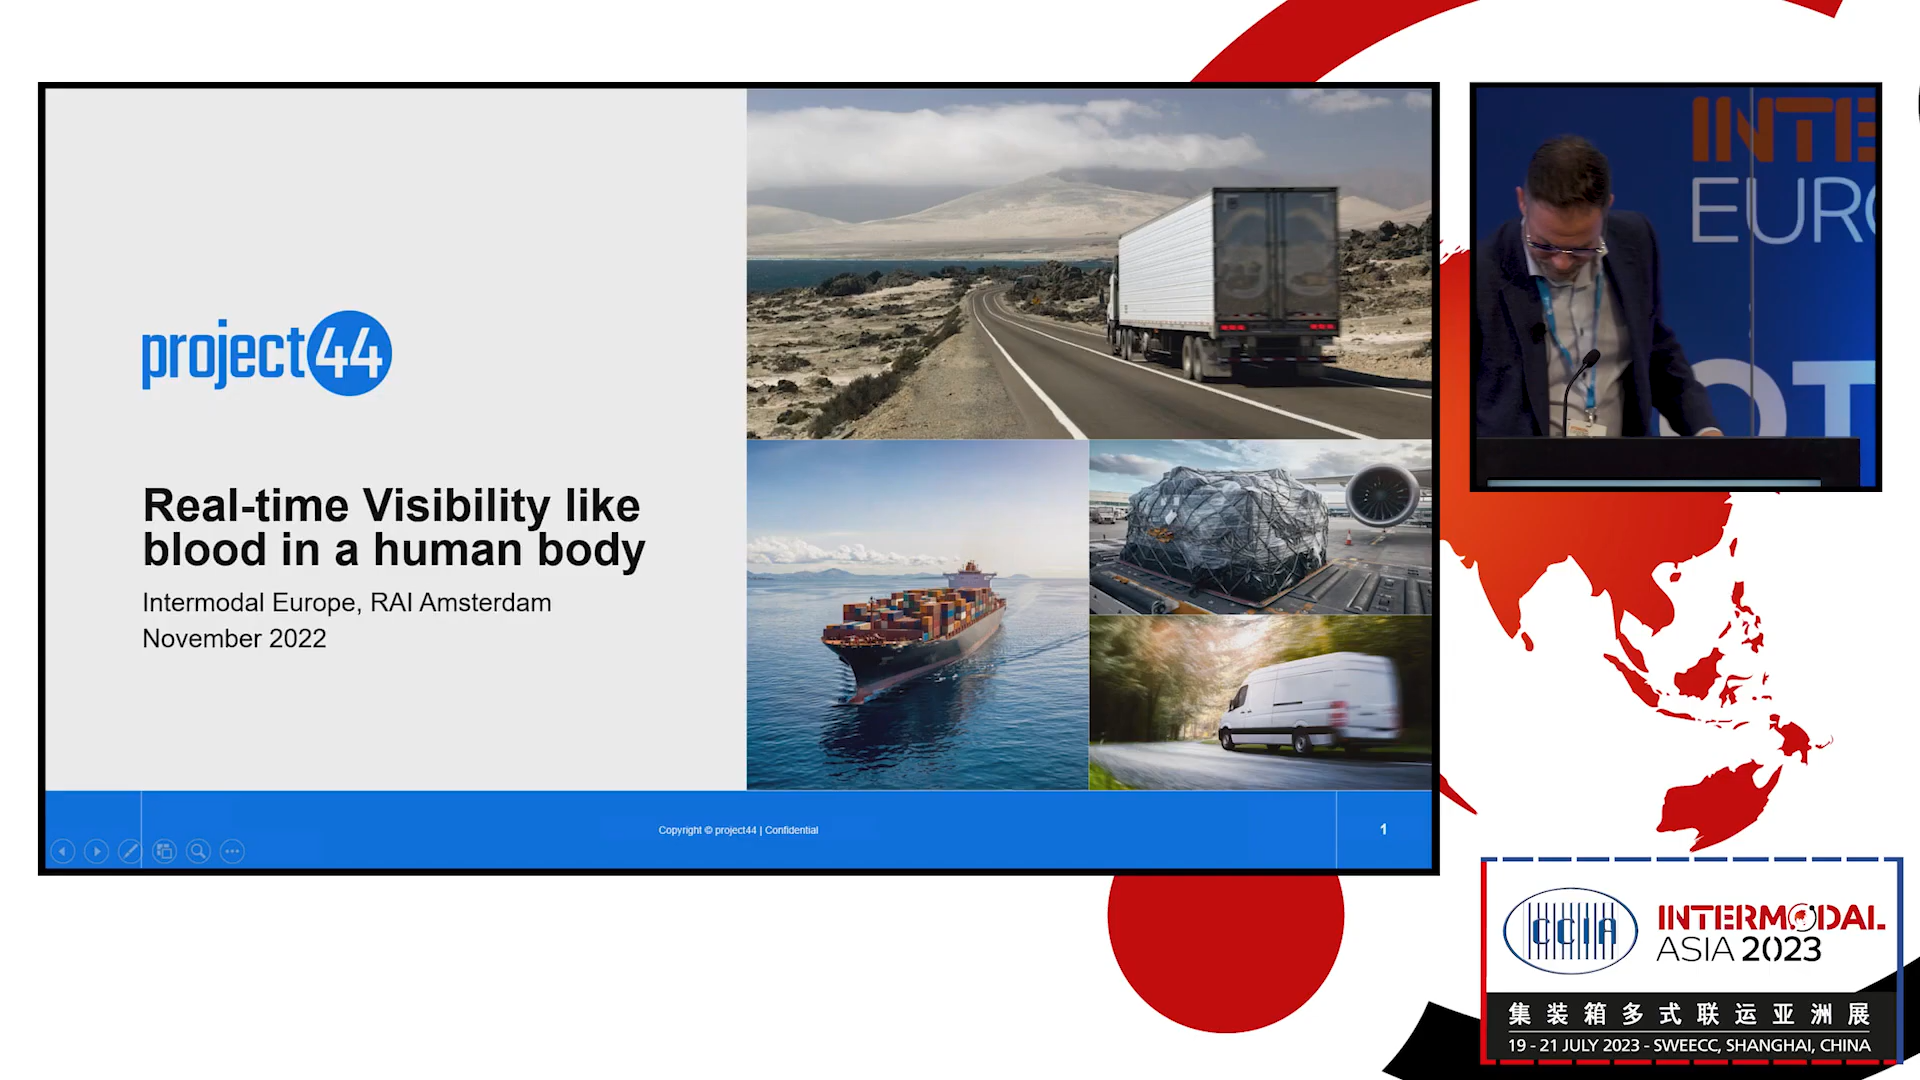 project44
Real-time Visibility like
blood in a human body
Intermodal Europe, RAI Amsterdam
November 2022
Copyright © project44 | Confidential
1
INTE
EURO
OT
CCIA
INTERMODAL
ASIA 2023
集装箱多式联运亚洲展
19 - 21 JULY 2023 - SWEECC, SHANGHAI, CHINA